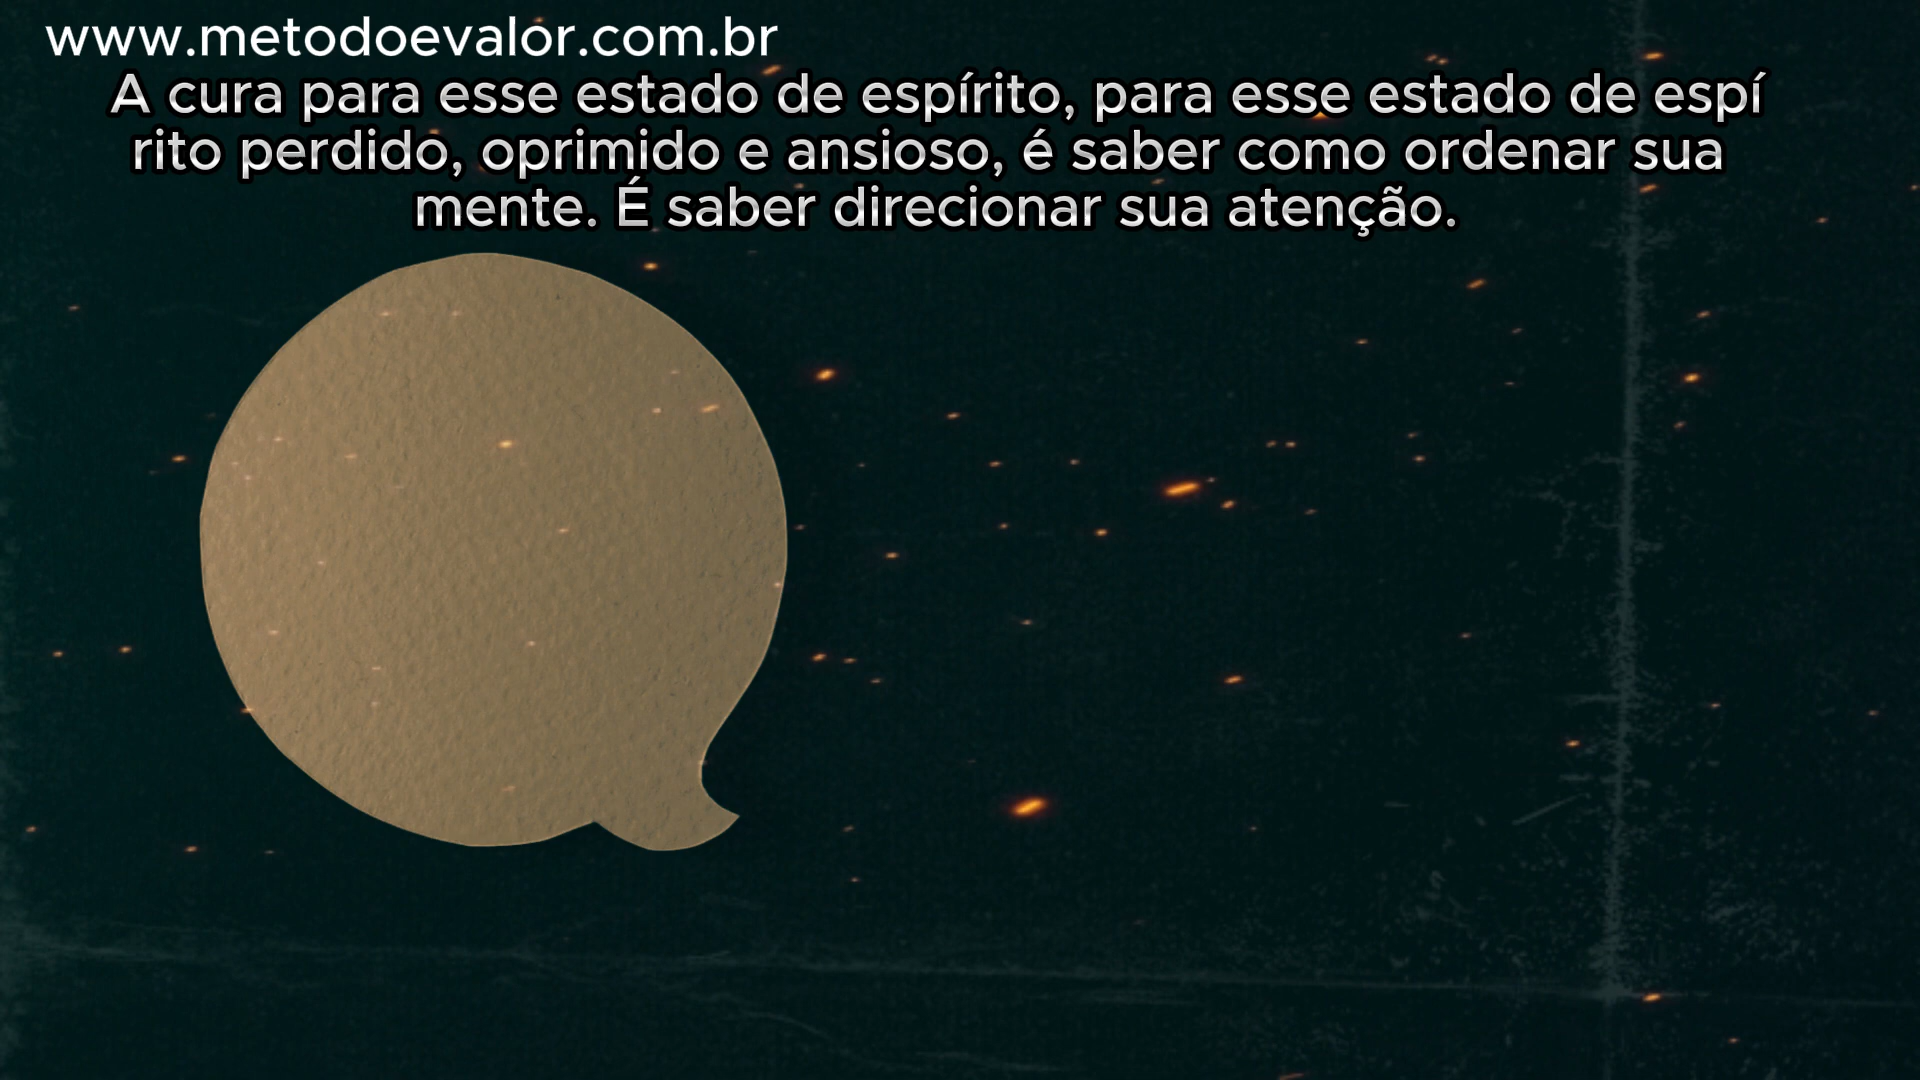 www.metodoevalor.com.br
A cura para esse estado de espírito, para esse estado de espí
rito perdido, oprimido e ansioso, é saber como ordenar sua
mente. É saber direcionar sua atenção.